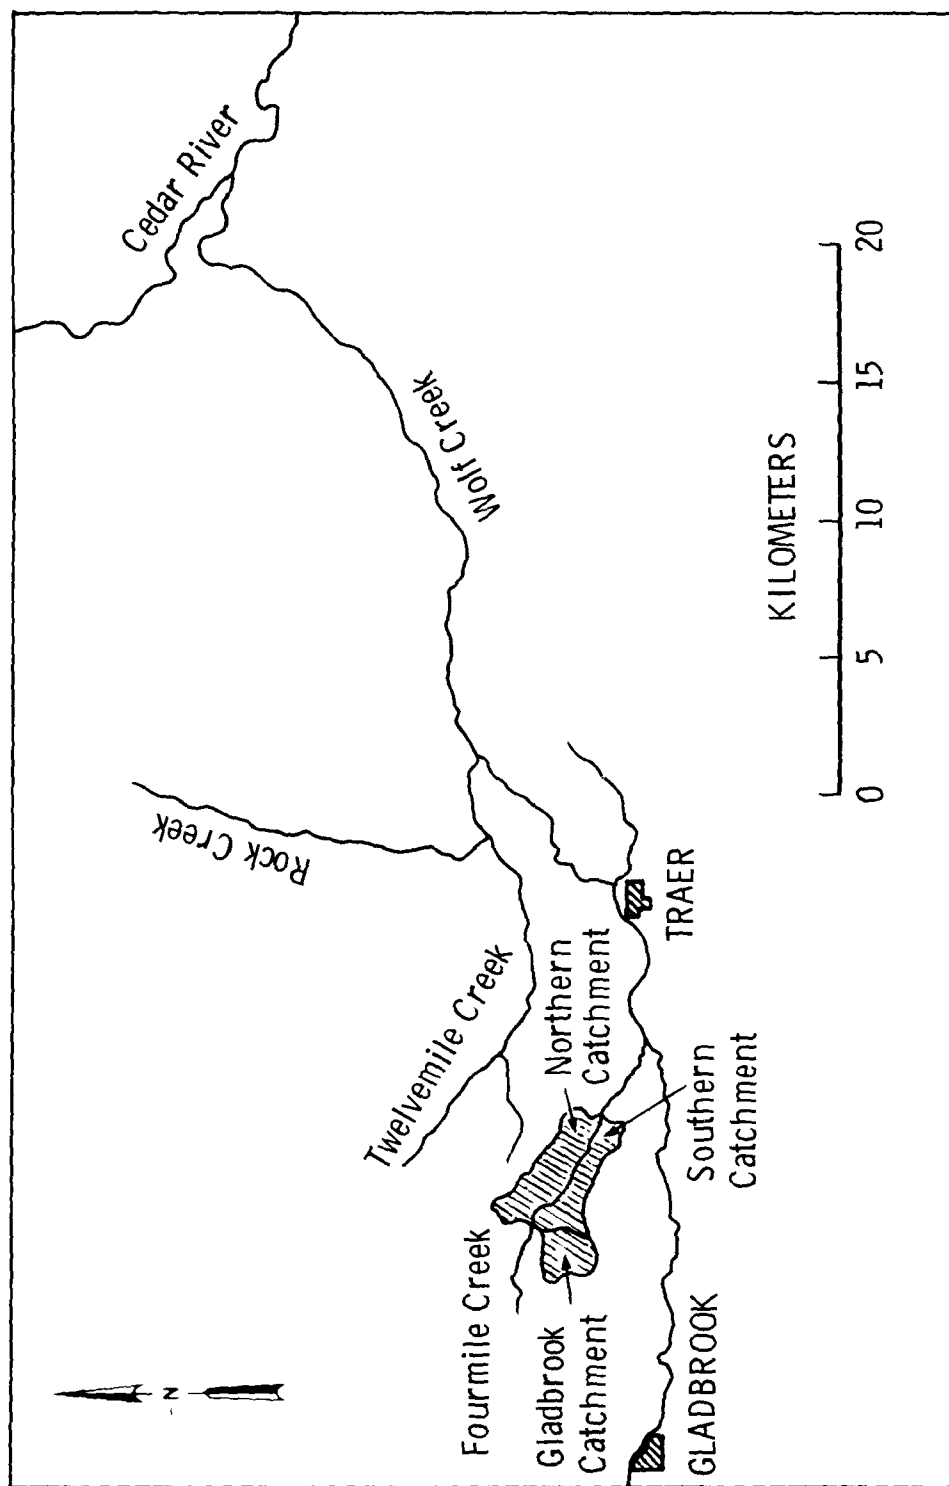 Cedar River
Wolf Creek
Rock Creek
Twelvemile Creek
Northern
Catchment
Fourmile Creek
Gladbrook
Catchment
Southern
Catchment
TRAER
GLADBROOK
N
KILOMETERS
0 5 10 15 20